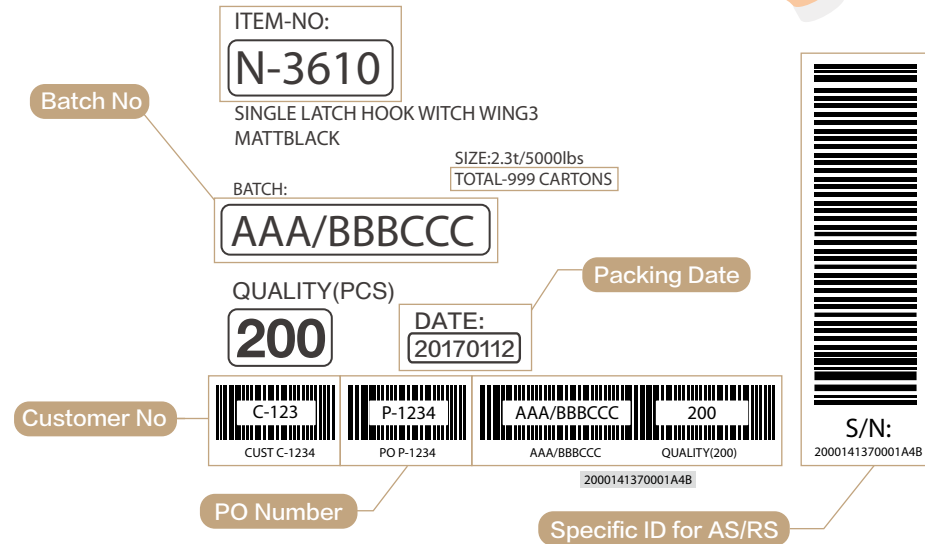 ITEM-NO:
N-3610
Batch No
SINGLE LATCH HOOK WITCH WING3
MATTBLACK
SIZE:2.3t/5000lbs
TOTAL-999 CARTONS
BATCH:
AAA/BBBCCC
Packing Date
QUALITY(PCS)
200
DATE:
20170112
Customer No
C-123
P-1234
AAA/BBBCCC
200
CUST C-1234
PO P-1234
AAA/BBBCCC
QUALITY(200)
2000141370001A4B
S/N:
2000141370001A4B
PO Number
Specific ID for AS/RS